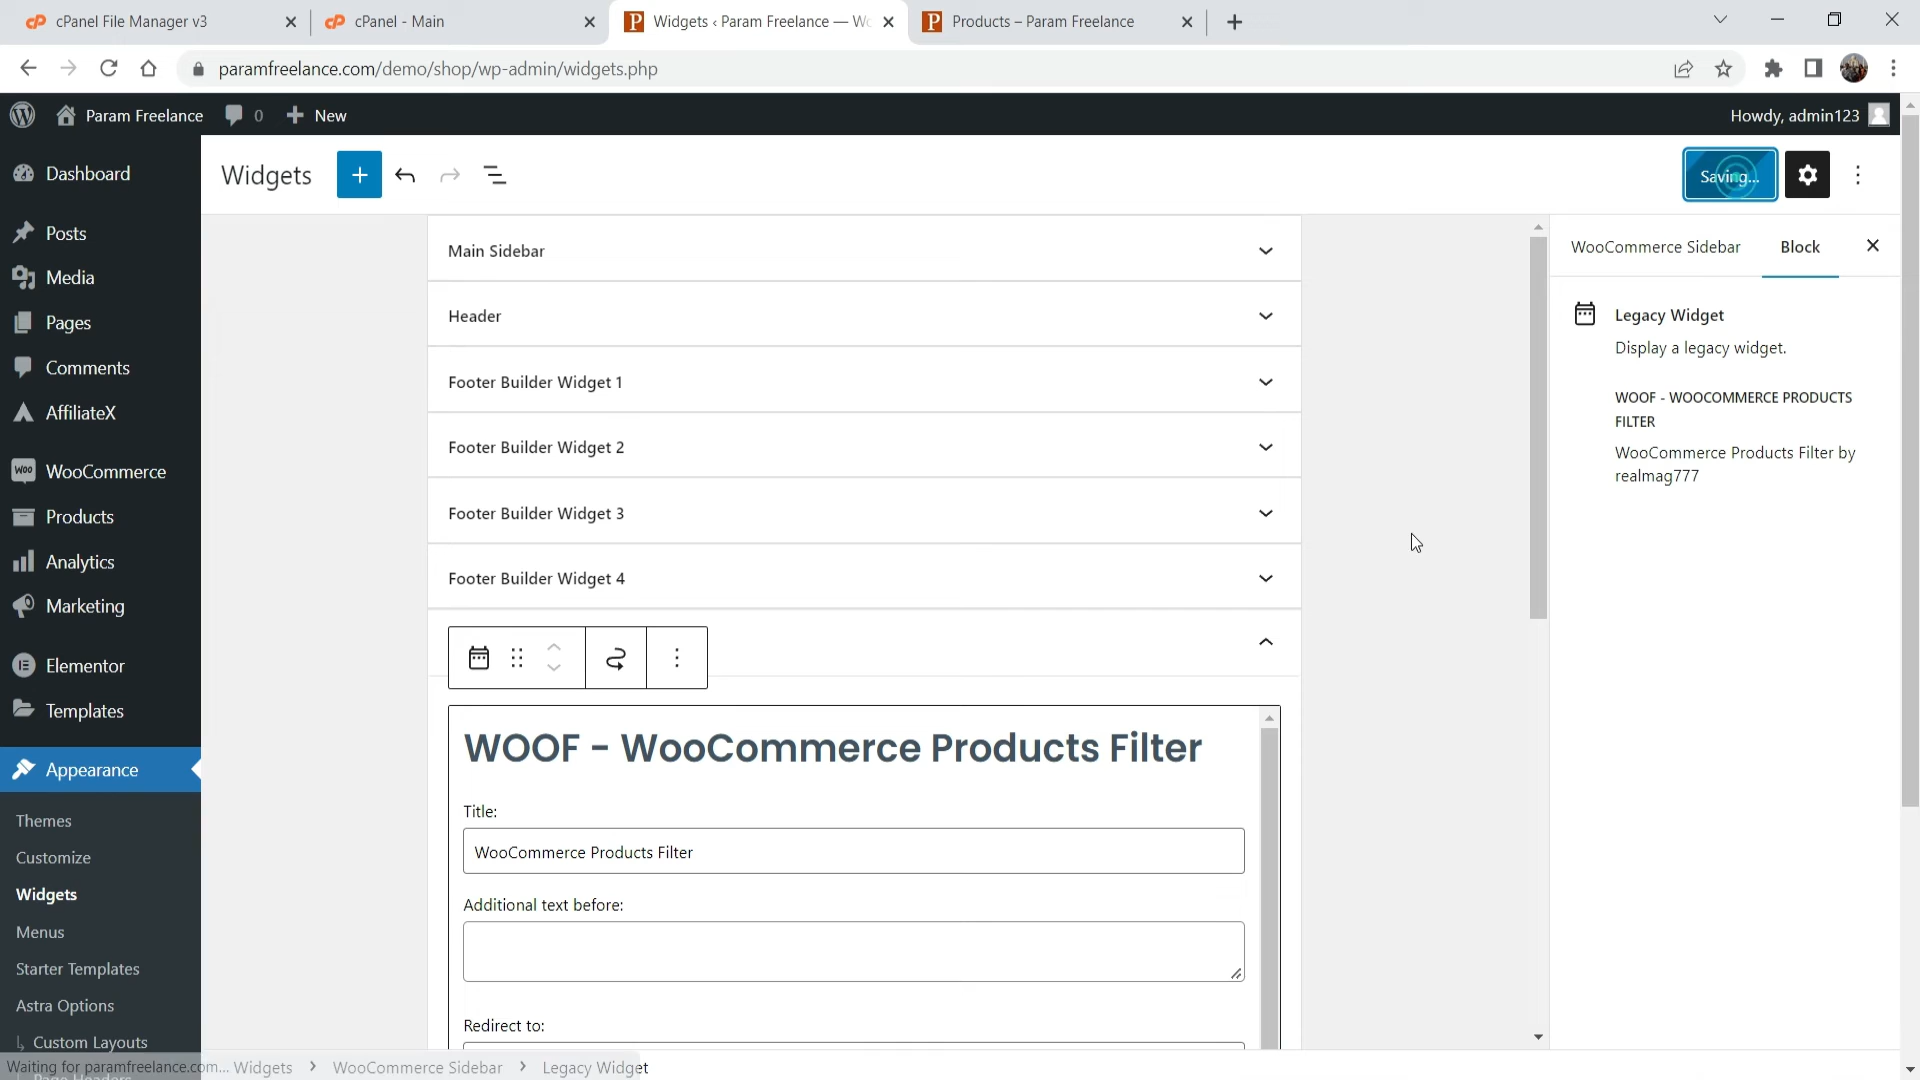 cPanel File Manager v3
cPanel - Main
Widgets ‹ Param Freelance — Wo
Products – Param Freelance
paramfreelance.com/demo/shop/wp-admin/widgets.php
Param Freelance
0
New
Howdy, admin123
Dashboard
Posts
Media
Pages
Comments
AffiliateX
Woo
WooCommerce
Products
Analytics
Marketing
Elementor
Templates
Appearance
Themes
Customize
Widgets
Menus
Starter Templates
Astra Options
Custom Layouts
Page Headers
Waiting for paramfreelance.com...
Widgets
Saving...
Main Sidebar
Header
Footer Builder Widget 1
Footer Builder Widget 2
Footer Builder Widget 3
Footer Builder Widget 4
WOOF - WooCommerce Products Filter
Title:
WooCommerce Products Filter
Additional text before:
Redirect to:
Widgets > WooCommerce Sidebar > Legacy Widget
WooCommerce Sidebar
Block
Legacy Widget
Display a legacy widget.
WOOF - WOOCOMMERCE PRODUCTS
FILTER
WooCommerce Products Filter by
realmag777